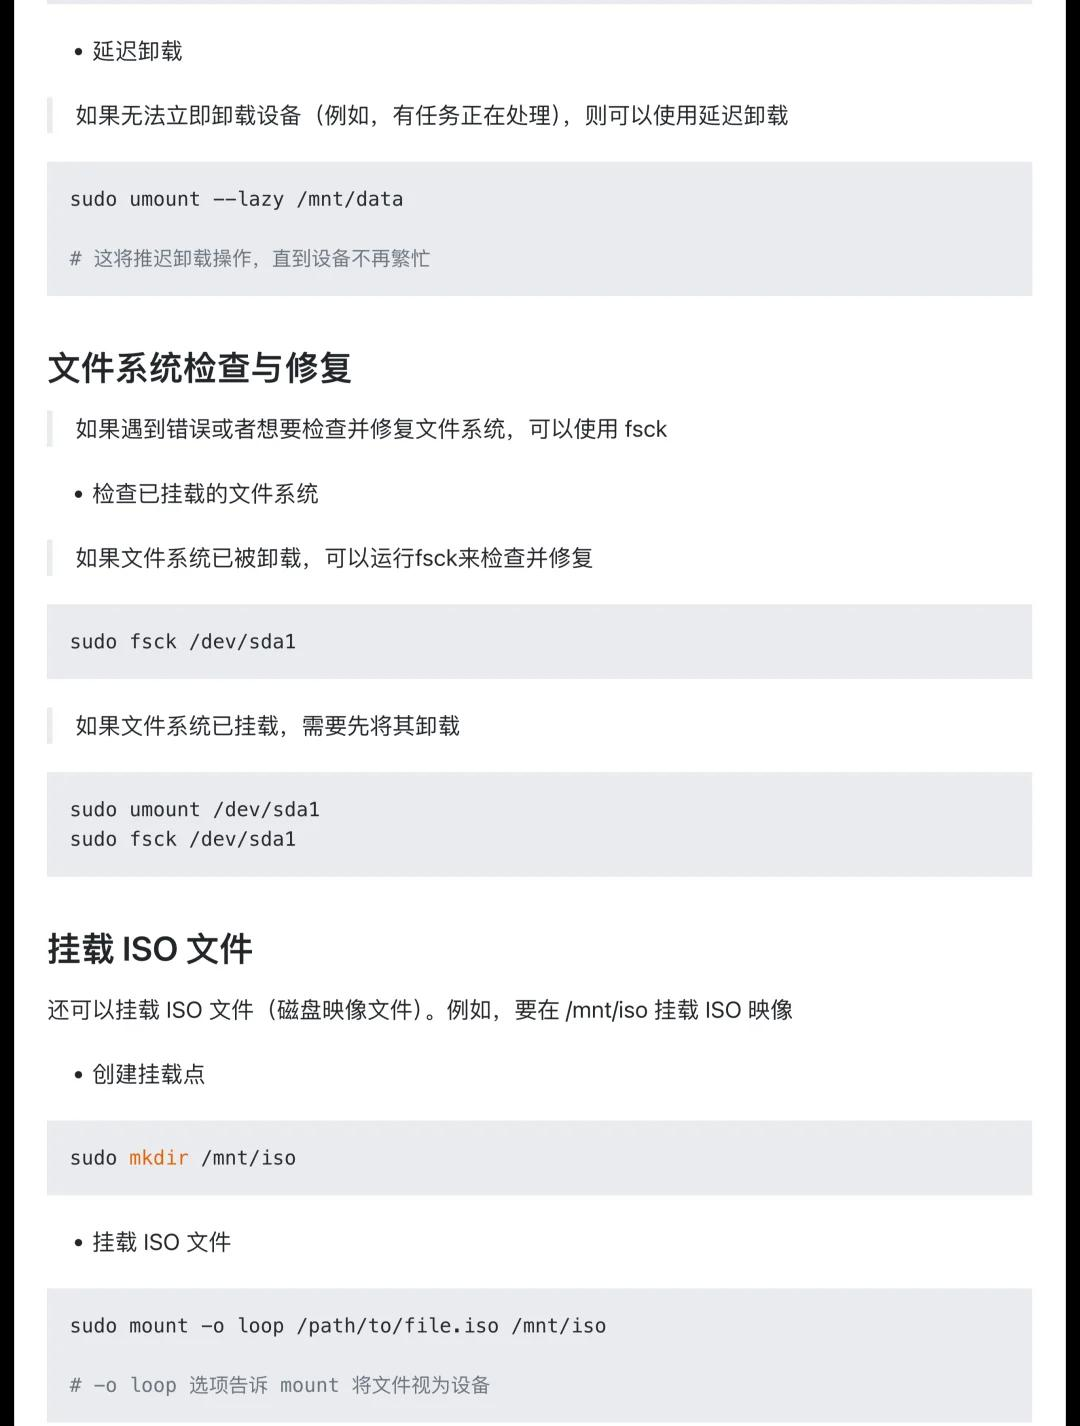 • 延迟卸载
如果无法立即卸载设备（例如，有任务正在处理），则可以使用延迟卸载
sudo umount --lazy /mnt/data
# 这将推迟卸载操作，直到设备不再繁忙
文件系统检查与修复
如果遇到错误或者想要检查并修复文件系统，可以使用 fsck
• 检查已挂载的文件系统
如果文件系统已被卸载，可以运行fsck来检查并修复
sudo fsck /dev/sda1
如果文件系统已挂载，需要先将其卸载
sudo umount /dev/sda1
sudo fsck /dev/sda1
挂载 ISO 文件
还可以挂载 ISO 文件（磁盘映像文件）。例如，要在 /mnt/iso 挂载 ISO 映像
• 创建挂载点
sudo mkdir /mnt/iso
• 挂载 ISO 文件
sudo mount -o loop /path/to/file.iso /mnt/iso
# -o loop 选项告诉 mount 将文件视为设备